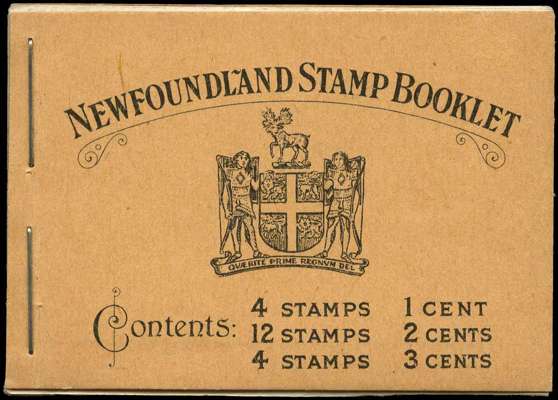 NEWFOUNDLAND STAMP BOOKLET
QUÆRITE PRIME REGNVM DEI
Contents:
4 STAMPS 1 CENT
12 STAMPS 2 CENTS
4 STAMPS 3 CENTS